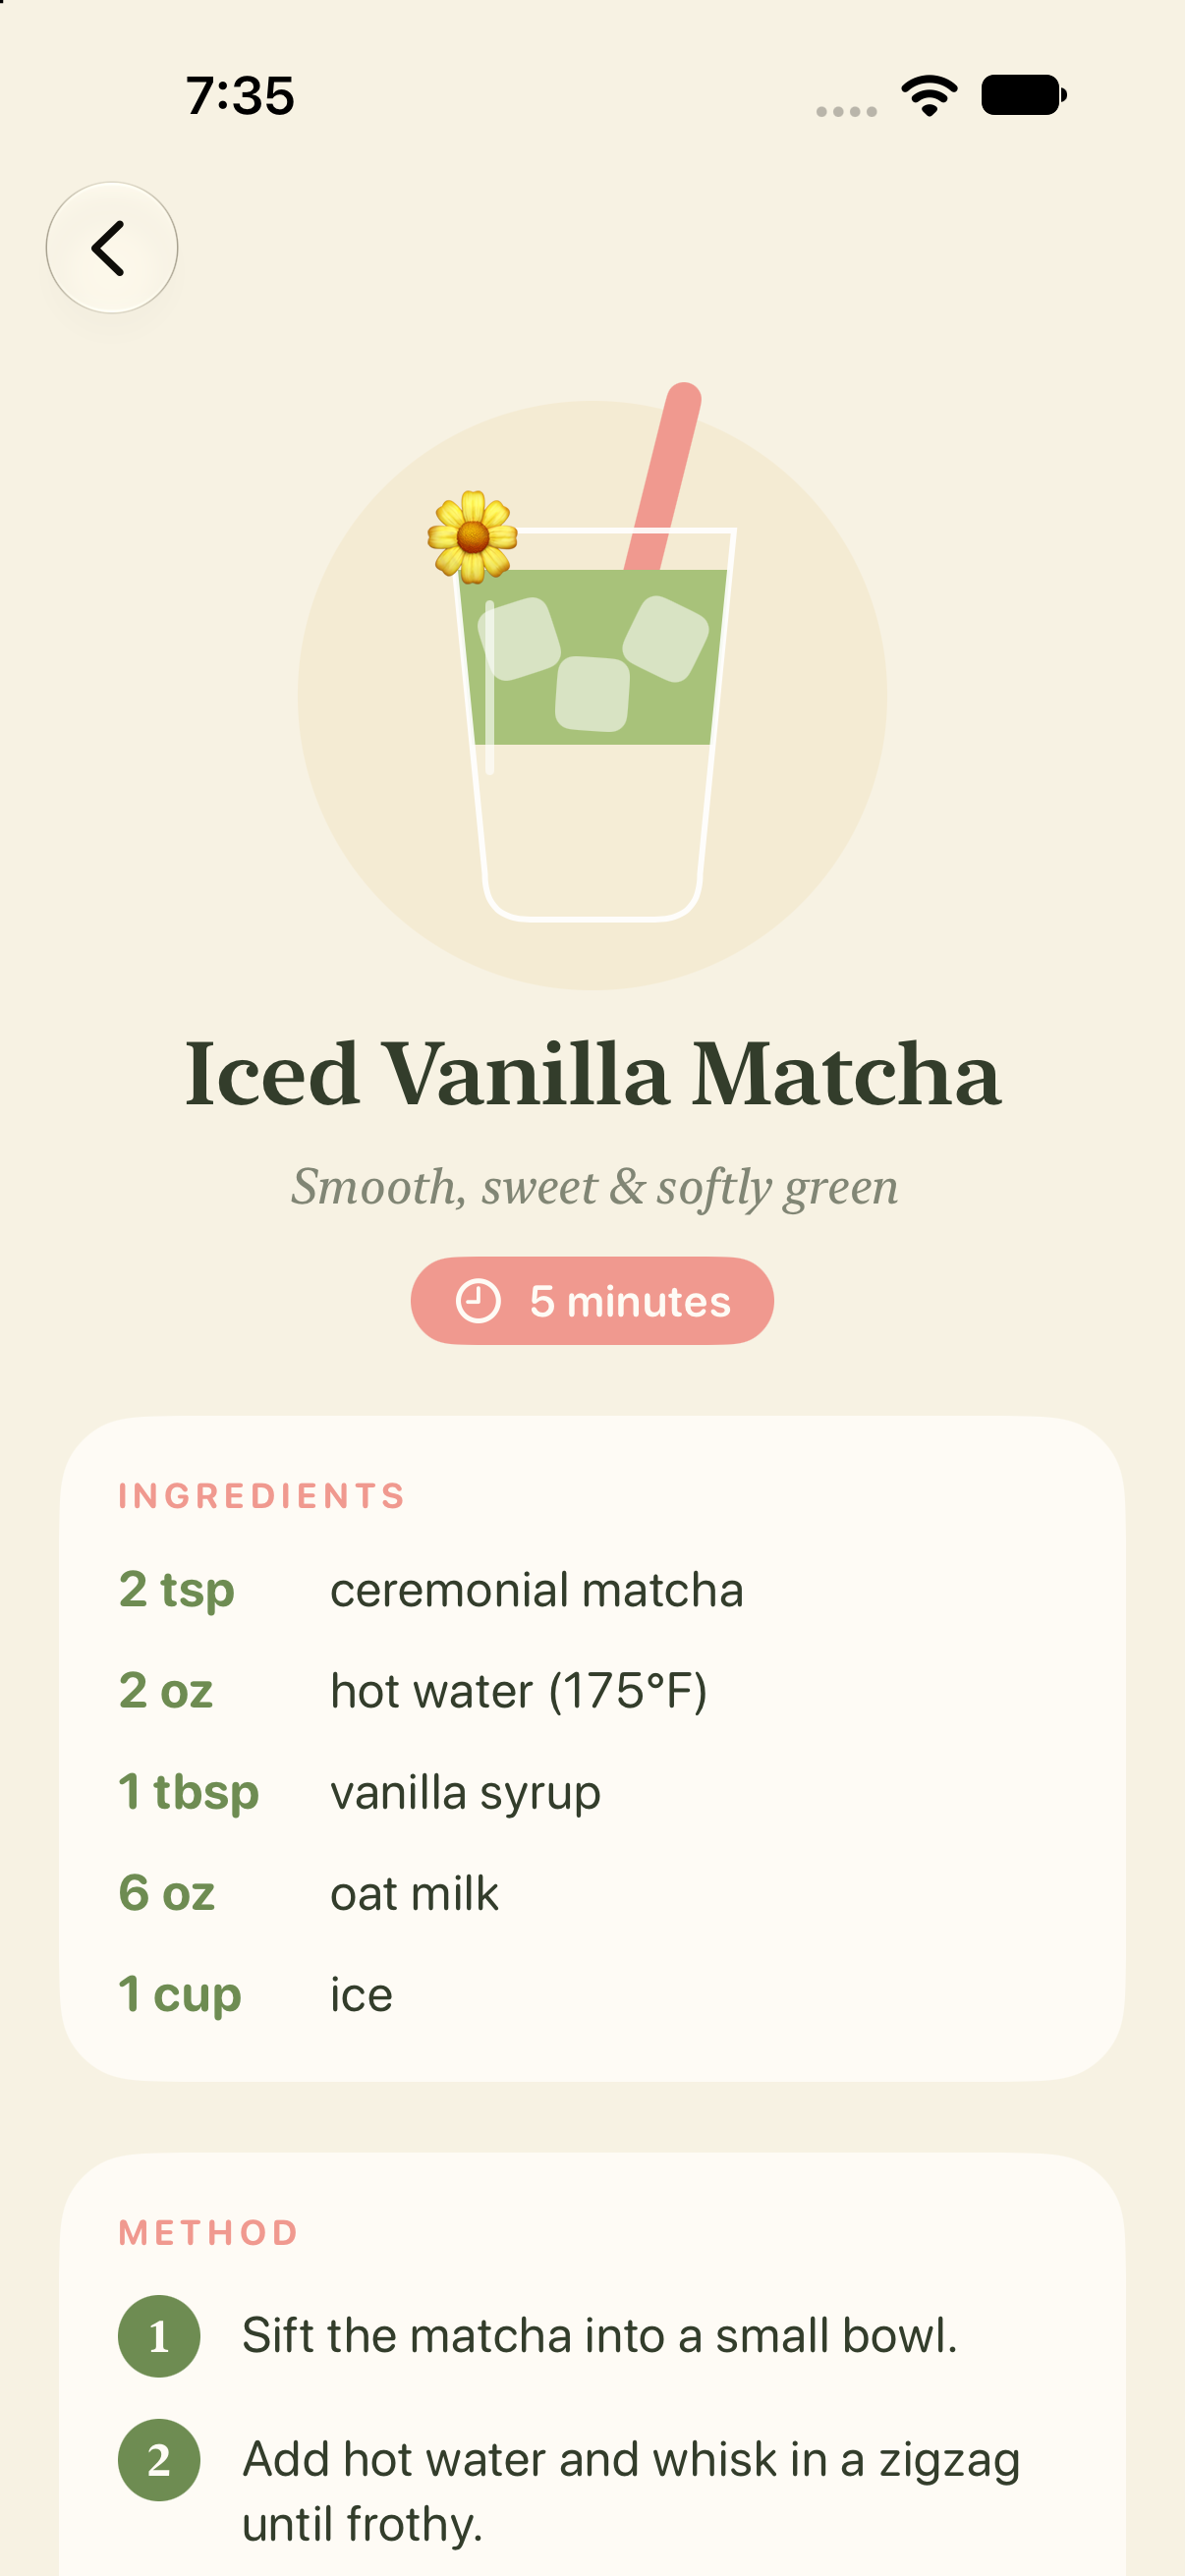 7:35
Iced Vanilla Matcha
Smooth, sweet & softly green
5 minutes
INGREDIENTS
2 tsp ceremonial matcha
2 oz hot water (175°F)
1 tbsp vanilla syrup
6 oz oat milk
1 cup ice
METHOD
1 Sift the matcha into a small bowl.
2 Add hot water and whisk in a zigzag
until frothy.